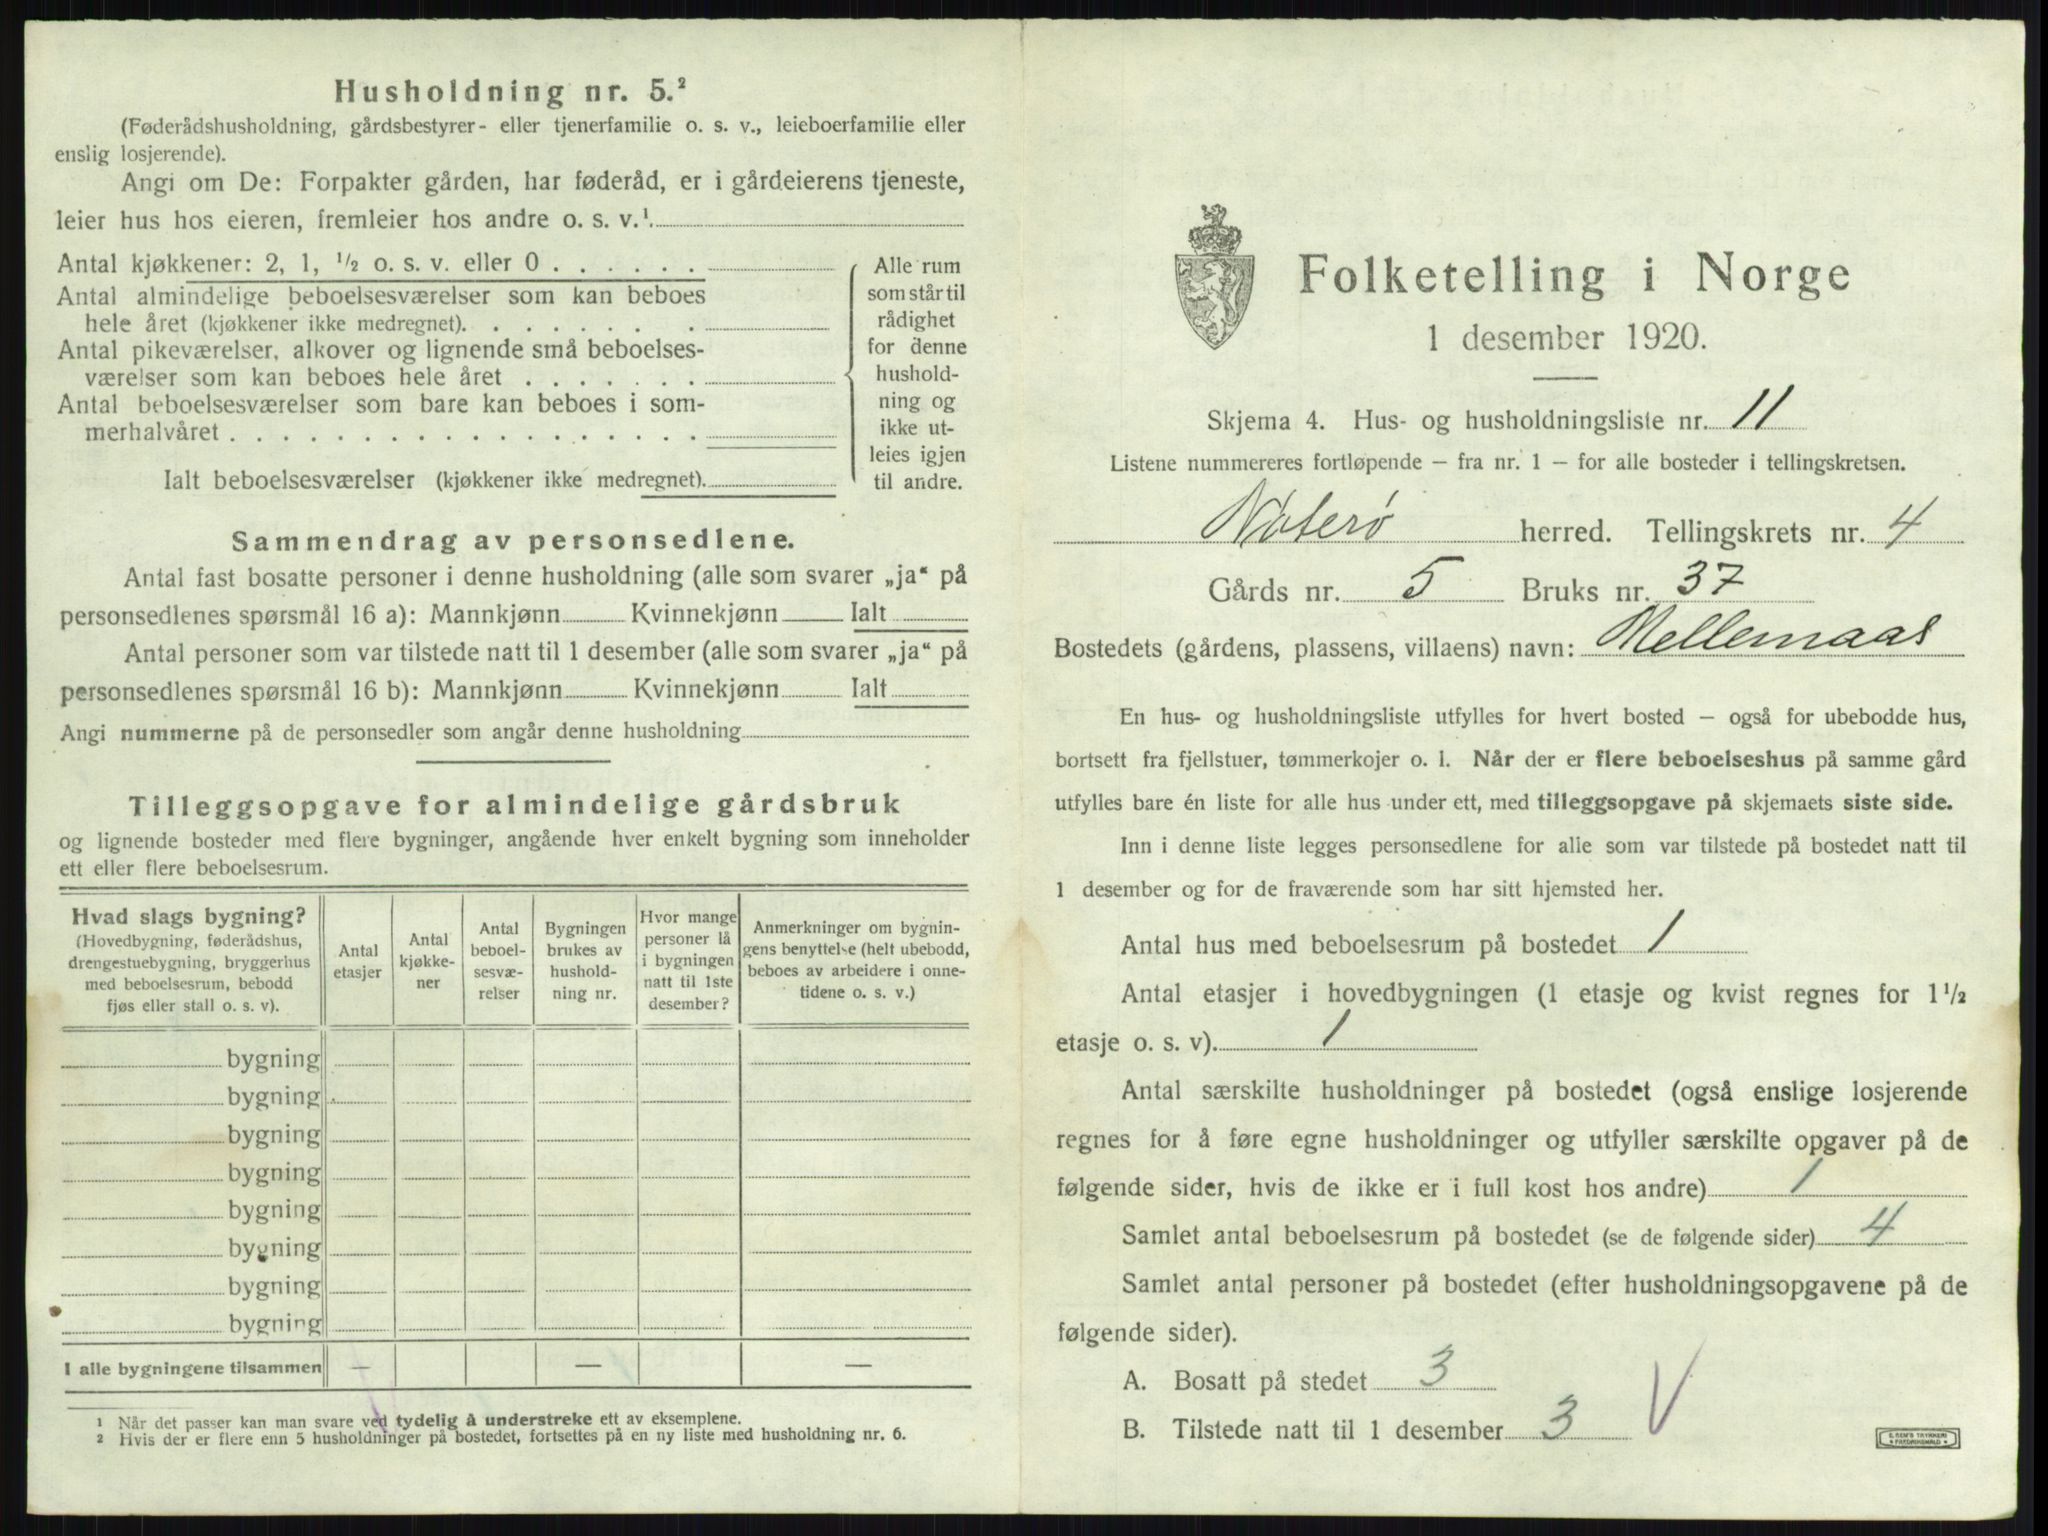 Husholdning nr. 5.²
(Føderådshusholdning, gårdsbestyrer- eller tjenerfamilie o. s. v., leieboerfamilie eller
enslig losjerende).
Angi om De: Forpakter gården, har føderåd, er i gårdeierens tjeneste,
leier hus hos eieren, fremleier hos andre o. s. v.¹
Antal kjøkkener: 2, 1, ½ o. s. v. eller 0 . . . . . .
Antal almindelige beboelsesværelser som kan beboes
hele året (kjøkkener ikke medregnet). . . . . . . .
Antal pikeværelser, alkover og lignende små beboelses-
værelser som kan beboes hele året . . . . . . .
Antal beboelsesværelser som bare kan beboes i som-
merhalvåret . . . . . . . . . . . . . . . . . .
Ialt beboelsesværelser (kjøkkener ikke medregnet).
Alle rum
som står til
rådighet
for denne
hushold-
ning og
ikke ut-
leies igjen
til andre.
Sammendrag av personsedlene.
Antal fast bosatte personer i denne husholdning (alle som svarer „ja“ på
personsedlenes spørsmål 16 a): Mannkjønn Kvinnekjønn Ialt
Antal personer som var tilstede natt til 1 desember (alle som svarer „ja“ på
personsedlenes spørsmål 16 b): Mannkjønn Kvinnekjønn Ialt
Angi nummerne på de personsedler som angår denne husholdning
Tilleggsopgave for almindelige gårdsbruk
og lignende bosteder med flere bygninger, angående hver enkelt bygning som inneholder
ett eller flere beboelsesrum.
Hvad slags bygning?
(Hovedbygning, føderådshus,
drengestuebygning, bryggerhus
med beboelsesrum, bebodd
fjøs eller stall o. s. v).
Antal
etasjer
Antal
kjøkke-
ner
Antal
beboel-
sesvæ-
relser
Bygningen
brukes av
hushold-
ning nr.
Hvor mange
personer lå
i bygningen
natt til 1ste
desember?
Anmerkninger om bygnin-
gens benyttelse (helt ubebodd,
beboes av arbeidere i onne-
tidene o. s. v.)
bygning
bygning
bygning
bygning
bygning
bygning
bygning
bygning
I alle bygningene tilsammen — — —
¹ Når det passer kan man svare ved tydelig å understreke ett av eksemplene.
² Hvis der er flere enn 5 husholdninger på bostedet, fortsettes på en ny liste med husholdning nr. 6.
Folketelling i Norge
1 desember 1920.
Skjema 4. Hus- og husholdningsliste nr. 11
Listene nummereres fortløpende – fra nr. 1 – for alle bosteder i tellingskretsen.
Nøterø herred. Tellingskrets nr. 4
Gårds nr. 5 Bruks nr. 37
Bostedets (gårdens, plassens, villaens) navn: Mellemaas
En hus- og husholdningsliste utfylles for hvert bosted – også for ubebodde hus,
bortsett fra fjellstuer, tømmerkojer o. l. Når der er flere beboelseshus på samme gård
utfylles bare én liste for alle hus under ett, med tilleggsopgave på skjemaets siste side.
Inn i denne liste legges personsedlene for alle som var tilstede på bostedet natt til
1 desember og for de fraværende som har sitt hjemsted her.
Antal hus med beboelsesrum på bostedet 1
Antal etasjer i hovedbygningen (1 etasje og kvist regnes for 1½
etasje o. s. v). 1
Antal særskilte husholdninger på bostedet (også enslige losjerende
regnes for å føre egne husholdninger og utfyller særskilte opgaver på de
følgende sider, hvis de ikke er i full kost hos andre) 1
Samlet antal beboelsesrum på bostedet (se de følgende sider) 4
Samlet antal personer på bostedet (efter husholdningsopgavene på de
følgende sider).
A. Bosatt på stedet 3
B. Tilstede natt til 1 desember 3 V